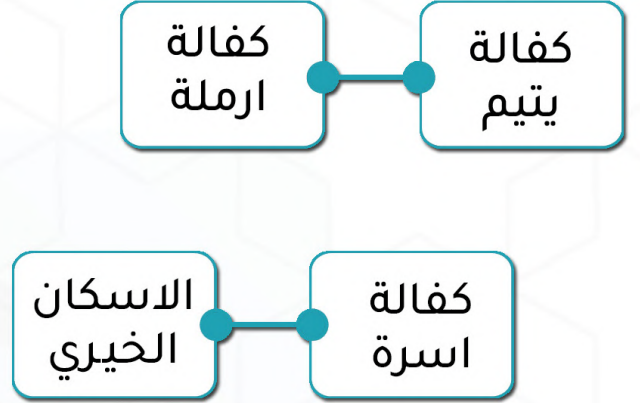 كفالة
يتيم
كفالة
ارملة
كفالة
اسرة
الاسكان
الخيري